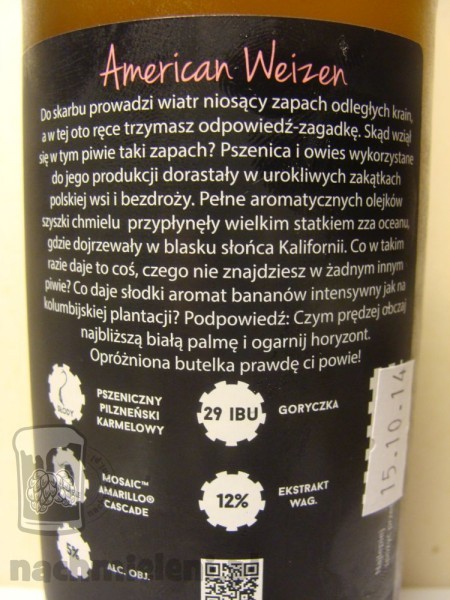 American Weizen
Do skarbu prowadzi wiatr niosący zapach odległych krain,
a w tej oto ręce trzymasz odpowiedź-zagadkę. Skąd wziął
się w tym piwie taki zapach? Pszenica i owies wykorzystane
do jego produkcji dorastały w urokliwych zakątkach
polskiej wsi i bezdroży. Pełne aromatycznych olejków
szyszki chmielu przypłynęły wielkim statkiem zza oceanu,
gdzie dojrzewały w blasku słońca Kalifornii. Co w takim
razie daje to coś, czego nie znajdziesz w żadnym innym
piwie? Co daje słodki aromat bananów intensywny jak na
kolumbijskiej plantacji? Podpowiedź: Czym prędzej obczaj
najbliższą białą palmę i ogarnij horyzont.
Opróżniona butelka prawdę ci powie!
SŁODY
PSZENICZNY
PILZNEŃSKI
KARMELOWY
29 IBU
GORYCZKA
MOSAIC™
AMARILLO®
CASCADE
12%
EKSTRAKT
WAG.
5%
ALC. OBJ.
15-10-14
nachmieleni